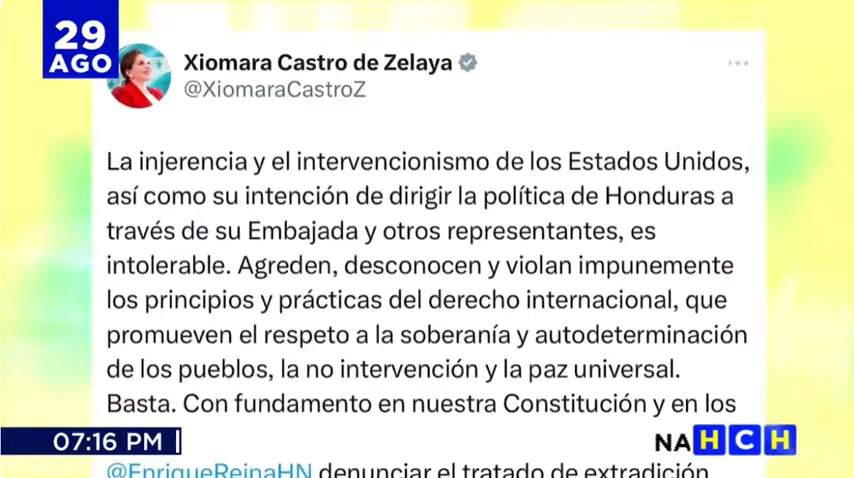 29
AGO
Xiomara Castro de Zelaya
@XiomaraCastroZ
La injerencia y el intervencionismo de los Estados Unidos,
así como su intención de dirigir la política de Honduras a
través de su Embajada y otros representantes, es
intolerable. Agreden, desconocen y violan impunemente
los principios y prácticas del derecho internacional, que
promueven el respeto a la soberanía y autodeterminación
de los pueblos, la no intervención y la paz universal.
Basta. Con fundamento en nuestra Constitución y en los
07:16 PM
NA HCH
@EnriqueReinaHN denunciar el tratado de extradición